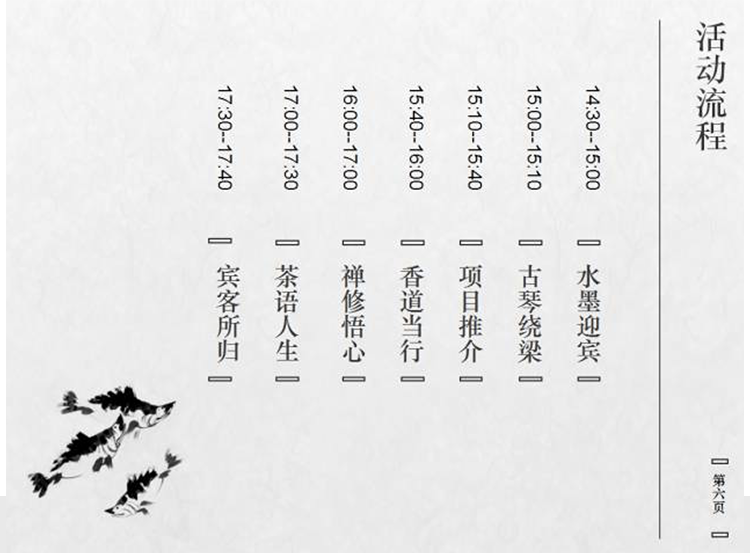 活动流程
14:30--15:00 水墨迎宾
15:00--15:10 古琴绕梁
15:10--15:40 项目推介
15:40--16:00 香道当行
16:00--17:00 禅修悟心
17:00--17:30 茶语人生
17:30--17:40 宾客所归
第六页